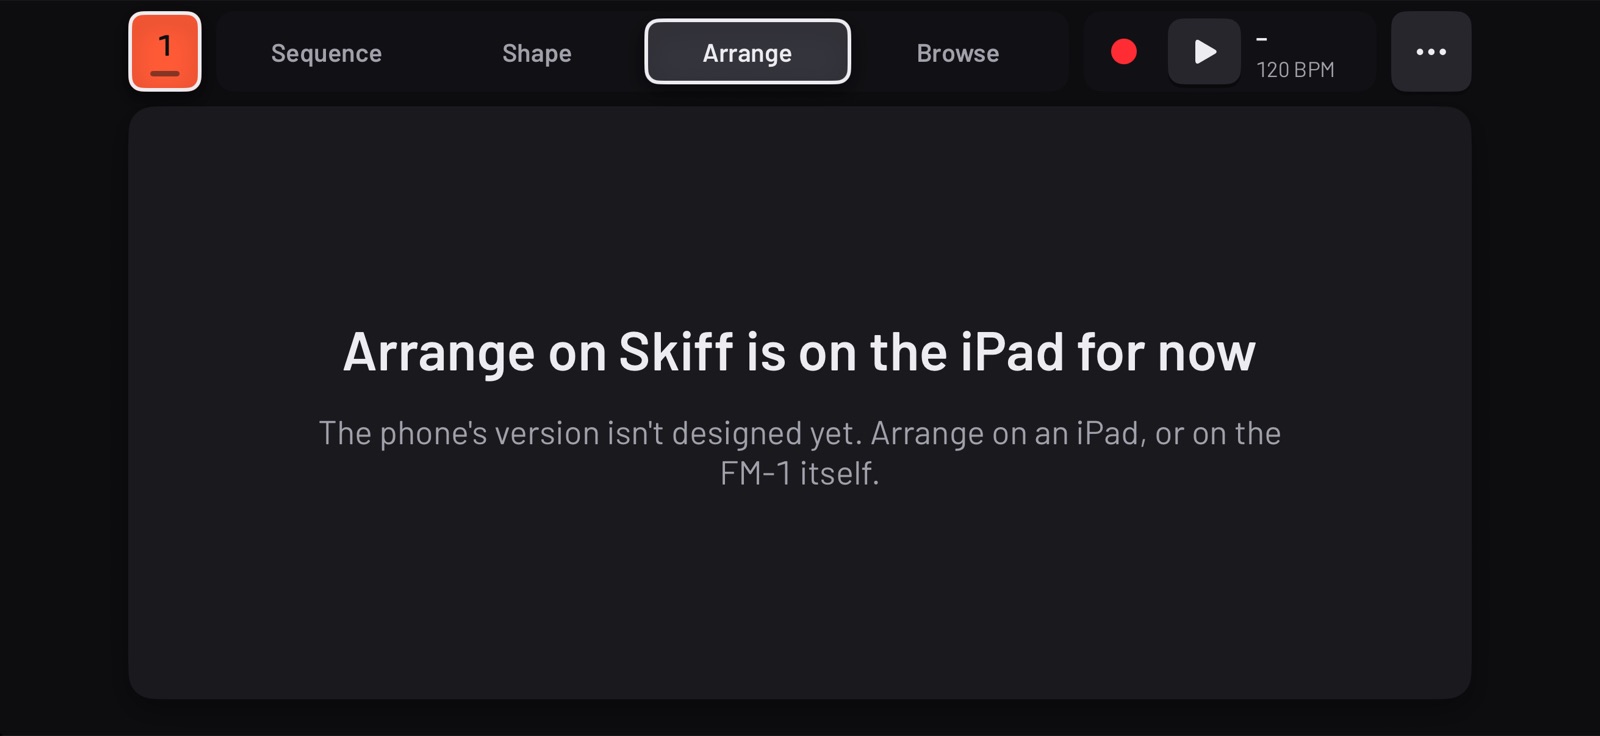 1
Sequence
Shape
Arrange
Browse
–
120 BPM
Arrange on Skiff is on the iPad for now
The phone's version isn't designed yet. Arrange on an iPad, or on the
FM-1 itself.